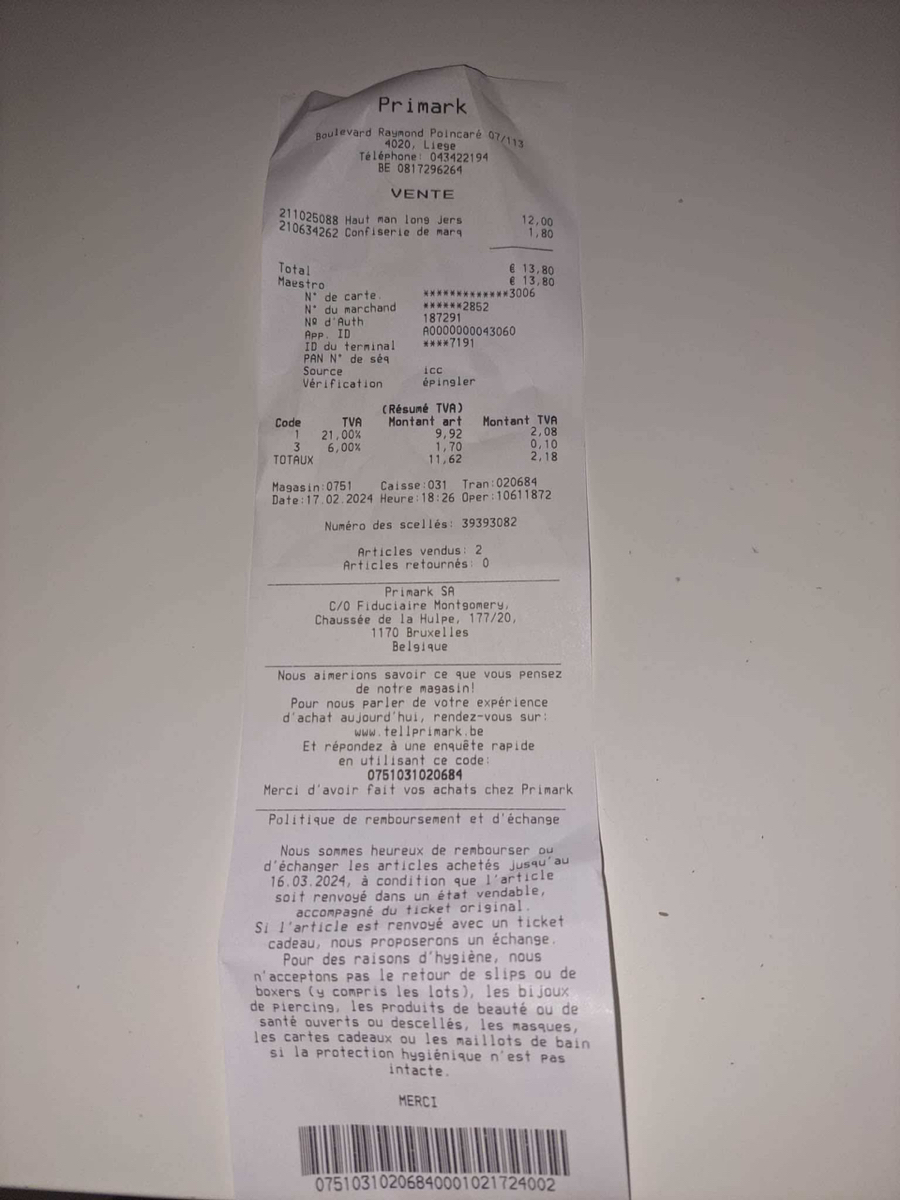 Primark
Boulevard Raymond Poincaré 07/113
4020, Liege
Téléphone: 043422194
BE 0817296264
VENTE
211025088 Haut man long jers 12,00
210634262 Confiserie de marq 1,80
Total € 13,80
Maestro € 13,80
N° de carte. *************3006
N° du marchand ******2852
Nº d'Auth 187291
App. ID A0000000043060
ID du terminal ****7191
PAN N° de séq
Source icc
Vérification épingler
(Résumé TVA)
Code TVA Montant art Montant TVA
1 21,00% 9,92 2,08
3 6,00% 1,70 0,10
TOTAUX 11,62 2,18
Magasin:0751 Caisse:031 Tran:020684
Date:17.02.2024 Heure:18:26 Oper:10611872
Numéro des scellés: 39393082
Articles vendus: 2
Articles retournés: 0
Primark SA
C/O Fiduciaire Montgomery,
Chaussée de la Hulpe, 177/20,
1170 Bruxelles
Belgique
Nous aimerions savoir ce que vous pensez
de notre magasin!
Pour nous parler de votre expérience
d'achat aujourd'hui, rendez-vous sur:
www.tellprimark.be
Et répondez à une enquête rapide
en utilisant ce code:
0751031020684
Merci d'avoir fait vos achats chez Primark
Politique de remboursement et d'échange
Nous sommes heureux de rembourser ou
d'échanger les articles achetés jusqu'au
16.03.2024, à condition que l'article
soit renvoyé dans un état vendable,
accompagné du ticket original.
Si l'article est renvoyé avec un ticket
cadeau, nous proposerons un échange.
Pour des raisons d'hygiène, nous
n'acceptons pas le retour de slips ou de
boxers (y compris les lots), les bijoux
de piercing, les produits de beauté ou de
santé ouverts ou descellés, les masques,
les cartes cadeaux ou les maillots de bain
si la protection hygiénique n'est pas
intacte.
MERCI
07510310206840001021724002